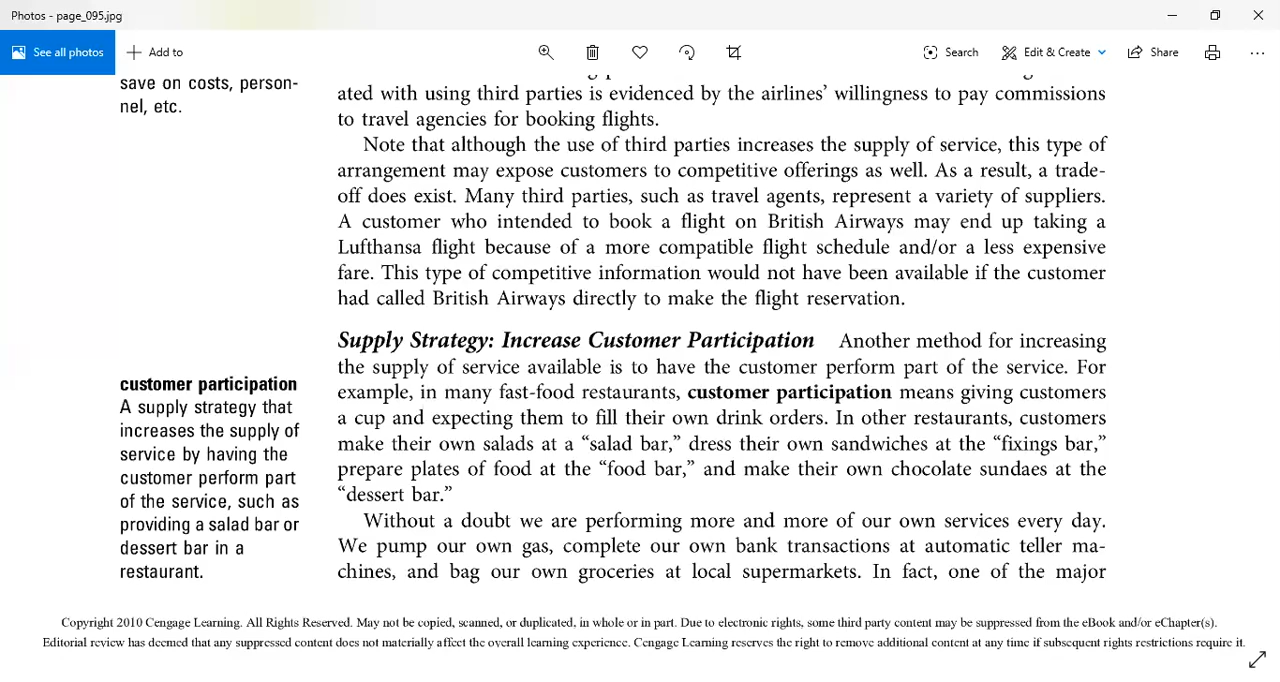 Photos - page_095.jpg
See all photos
Add to
Search
Edit & Create
Share
save on costs, person-
nel, etc.
ated with using third parties is evidenced by the airlines’ willingness to pay commissions
to travel agencies for booking flights.
Note that although the use of third parties increases the supply of service, this type of
arrangement may expose customers to competitive offerings as well. As a result, a trade-
off does exist. Many third parties, such as travel agents, represent a variety of suppliers.
A customer who intended to book a flight on British Airways may end up taking a
Lufthansa flight because of a more compatible flight schedule and/or a less expensive
fare. This type of competitive information would not have been available if the customer
had called British Airways directly to make the flight reservation.
Supply Strategy: Increase Customer Participation Another method for increasing
the supply of service available is to have the customer perform part of the service. For
example, in many fast-food restaurants, customer participation means giving customers
a cup and expecting them to fill their own drink orders. In other restaurants, customers
make their own salads at a “salad bar,” dress their own sandwiches at the “fixings bar,”
prepare plates of food at the “food bar,” and make their own chocolate sundaes at the
“dessert bar.”
Without a doubt we are performing more and more of our own services every day.
We pump our own gas, complete our own bank transactions at automatic teller ma-
chines, and bag our own groceries at local supermarkets. In fact, one of the major
customer participation
A supply strategy that
increases the supply of
service by having the
customer perform part
of the service, such as
providing a salad bar or
dessert bar in a
restaurant.
Copyright 2010 Cengage Learning. All Rights Reserved. May not be copied, scanned, or duplicated, in whole or in part. Due to electronic rights, some third party content may be suppressed from the eBook and/or eChapter(s).
Editorial review has deemed that any suppressed content does not materially affect the overall learning experience. Cengage Learning reserves the right to remove additional content at any time if subsequent rights restrictions require it.